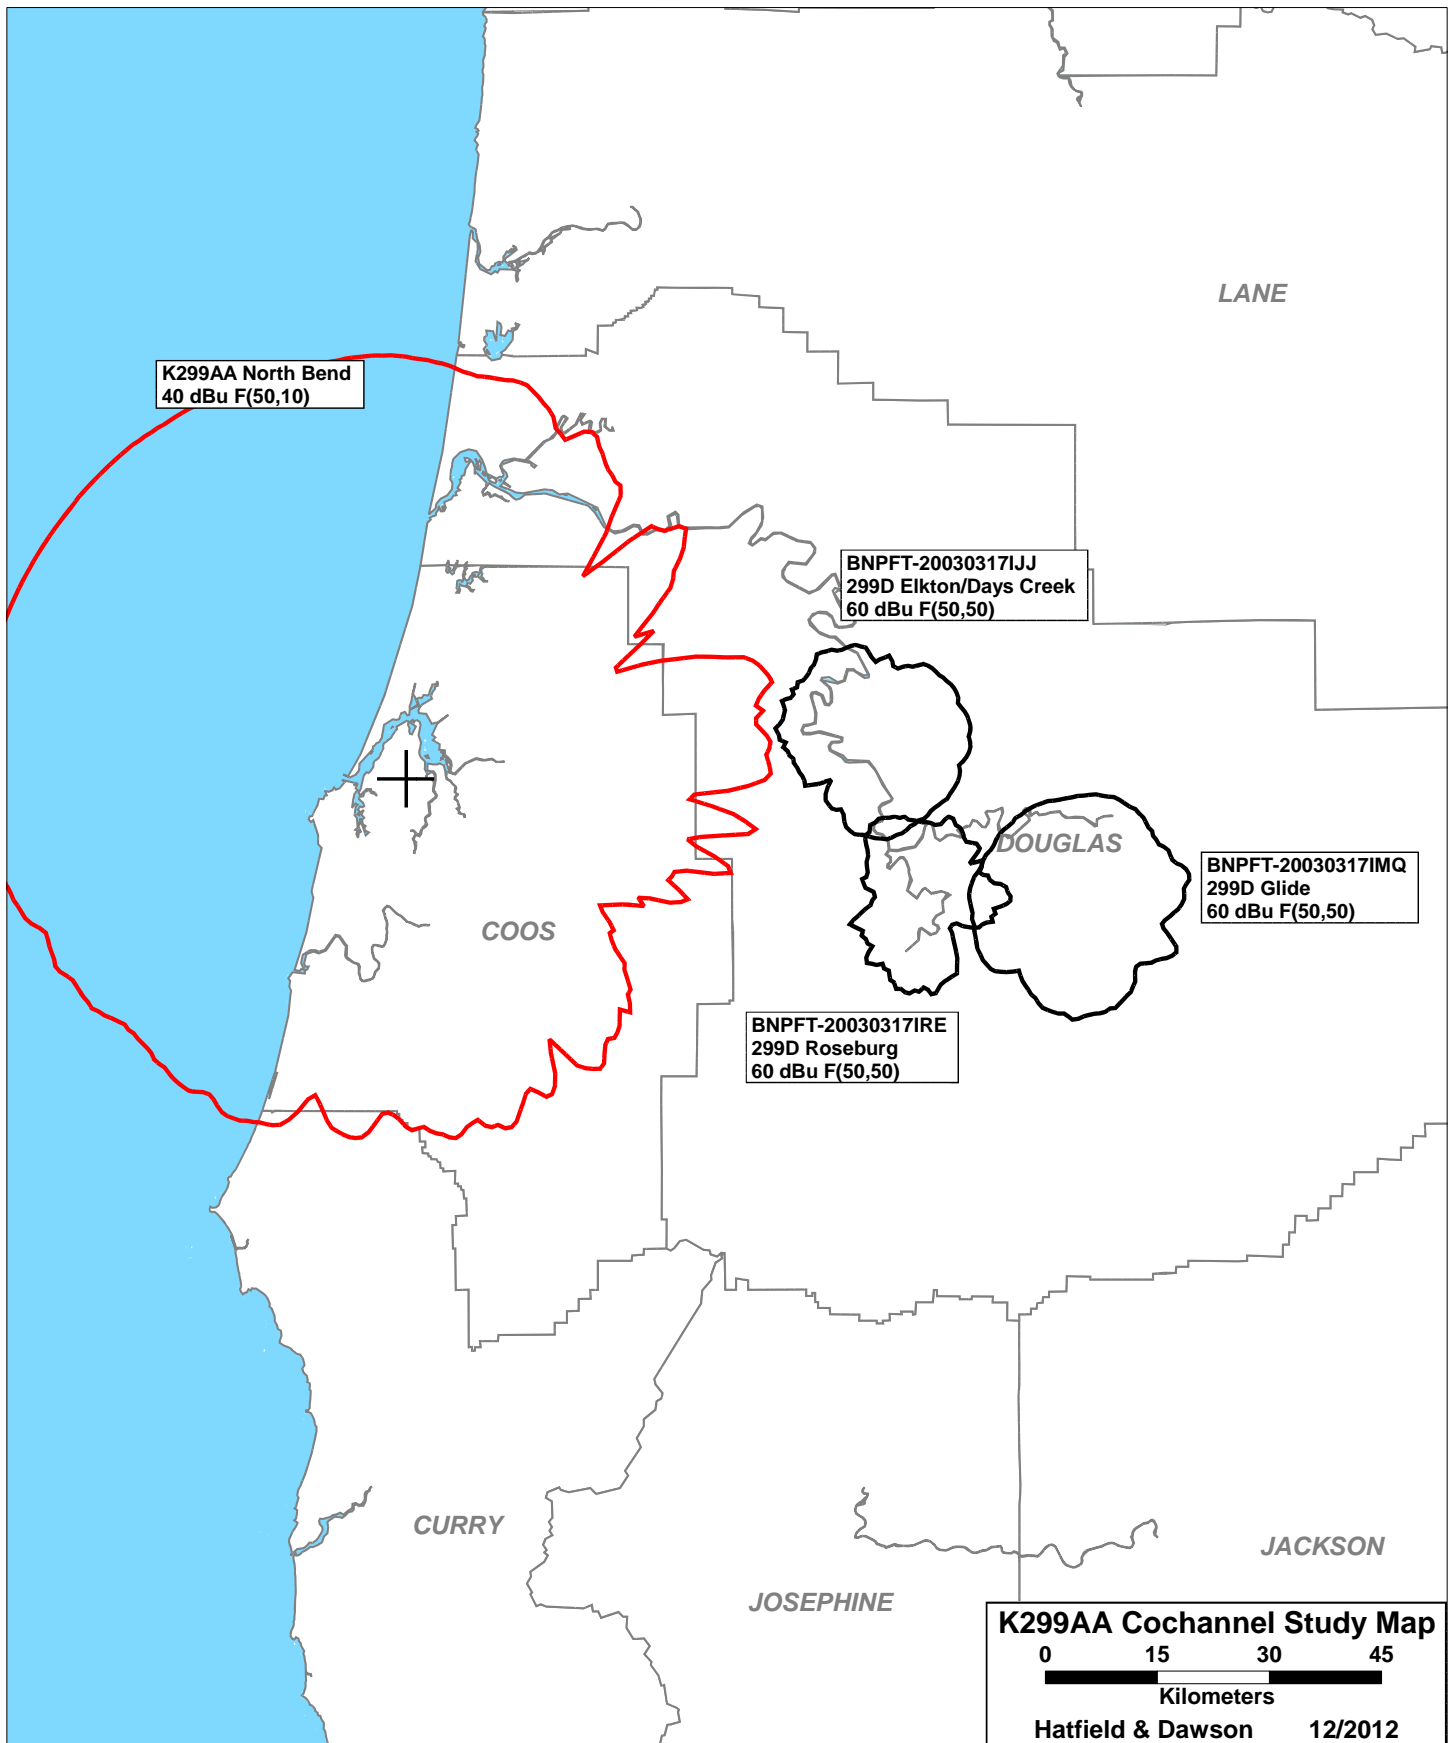 LANE
K299AA North Bend
40 dBu F(50,10)
BNPFT-20030317IJJ
299D Elkton/Days Creek
60 dBu F(50,50)
DOUGLAS
BNPFT-20030317IMQ
299D Glide
60 dBu F(50,50)
COOS
BNPFT-20030317IRE
299D Roseburg
60 dBu F(50,50)
CURRY
JACKSON
JOSEPHINE
K299AA Cochannel Study Map
0 15 30 45
Kilometers
Hatfield & Dawson 12/2012